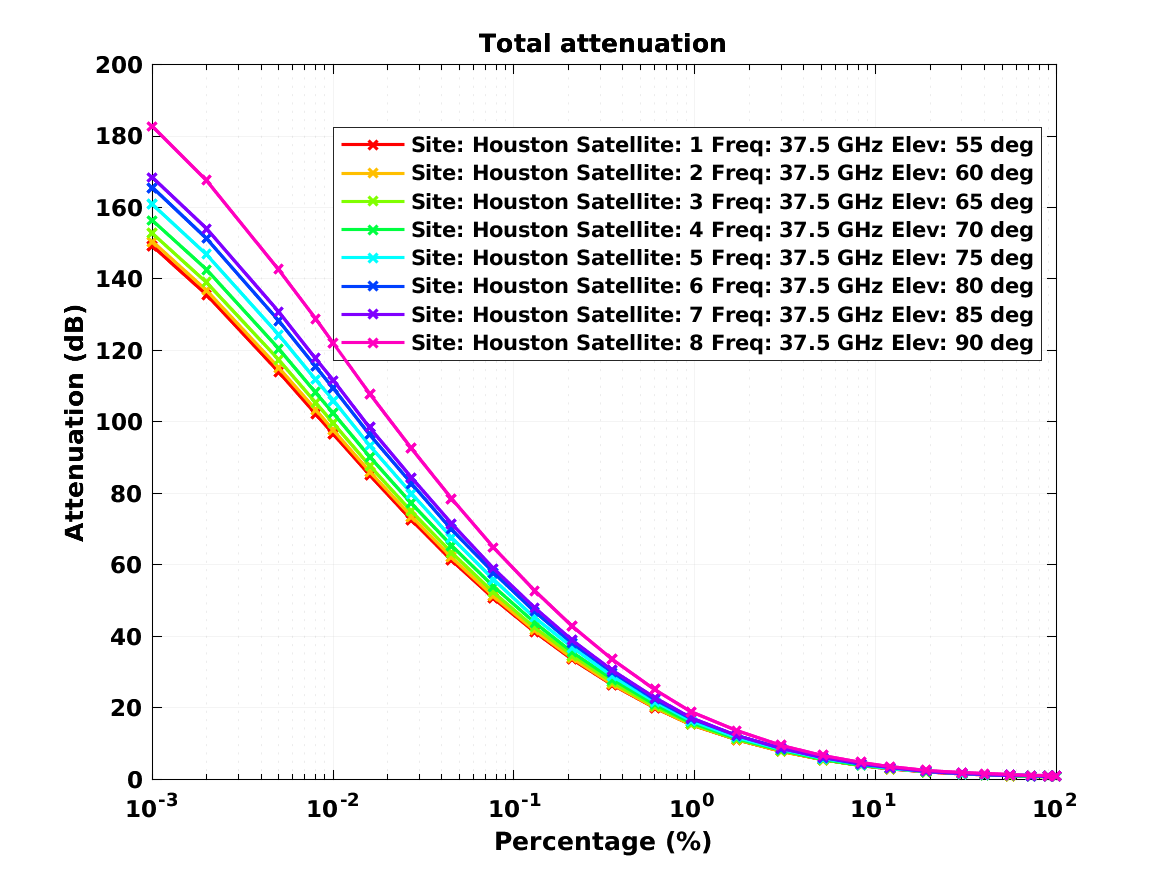 Total attenuation
200
180
160
140
120
100
80
60
40
20
0
Attenuation (dB)
Site: Houston Satellite: 1 Freq: 37.5 GHz Elev: 55 deg
Site: Houston Satellite: 2 Freq: 37.5 GHz Elev: 60 deg
Site: Houston Satellite: 3 Freq: 37.5 GHz Elev: 65 deg
Site: Houston Satellite: 4 Freq: 37.5 GHz Elev: 70 deg
Site: Houston Satellite: 5 Freq: 37.5 GHz Elev: 75 deg
Site: Houston Satellite: 6 Freq: 37.5 GHz Elev: 80 deg
Site: Houston Satellite: 7 Freq: 37.5 GHz Elev: 85 deg
Site: Houston Satellite: 8 Freq: 37.5 GHz Elev: 90 deg
10^-3 10^-2 10^-1 10^0 10^1 10^2
Percentage (%)